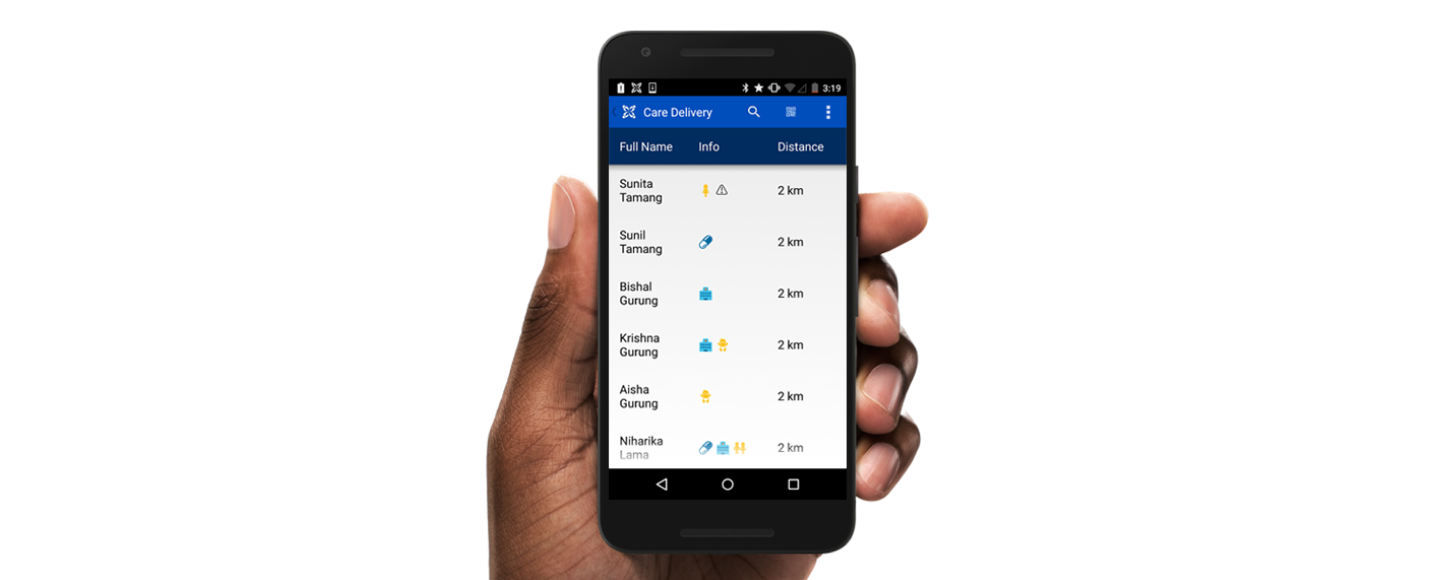 3:19
Care Delivery
Full Name Info Distance
Sunita
Tamang
2 km
Sunil
Tamang
2 km
Bishal
Gurung
2 km
Krishna
Gurung
2 km
Aisha
Gurung
2 km
Niharika
Lama
2 km